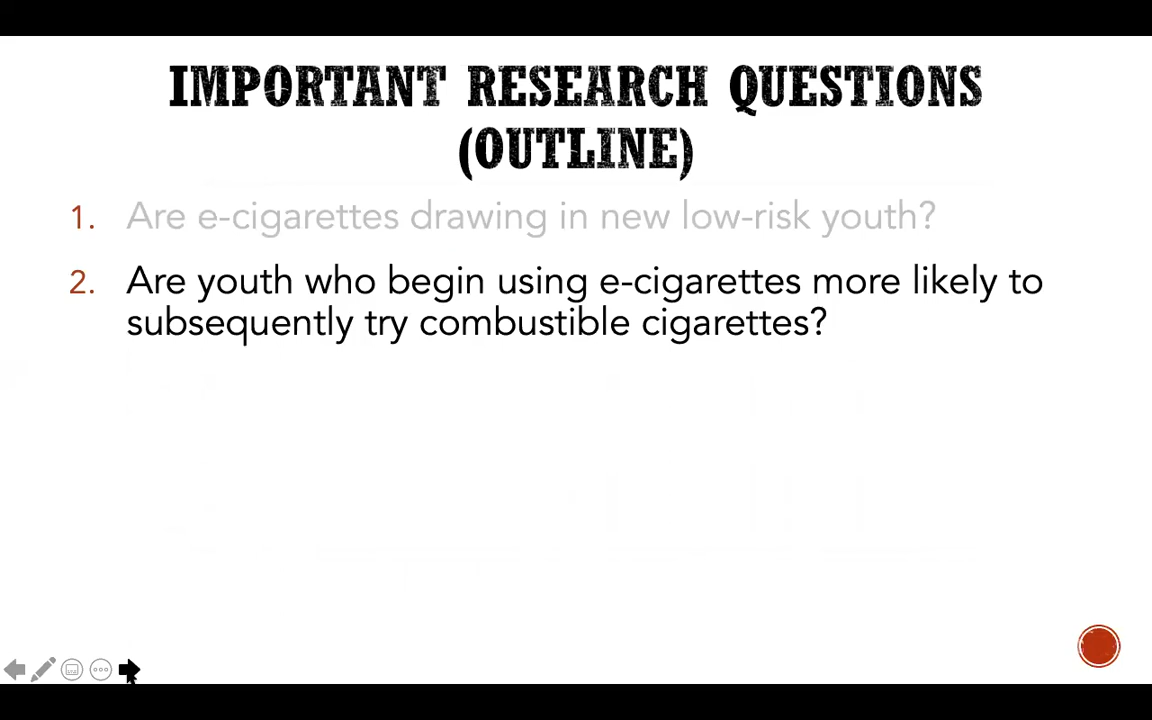 IMPORTANT RESEARCH QUESTIONS
(OUTLINE)
1. Are e-cigarettes drawing in new low-risk youth?
2. Are youth who begin using e-cigarettes more likely to
subsequently try combustible cigarettes?